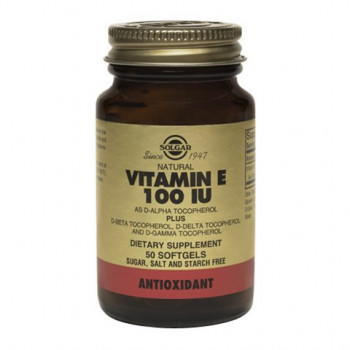 SOLGAR
Since 1947
NATURAL
VITAMIN E
100 IU
AS D-ALPHA TOCOPHEROL
PLUS
D-BETA TOCOPHEROL, D-DELTA TOCOPHEROL
AND D-GAMMA TOCOPHEROL
DIETARY SUPPLEMENT
50 SOFTGELS
SUGAR, SALT AND STARCH FREE
ANTIOXIDANT